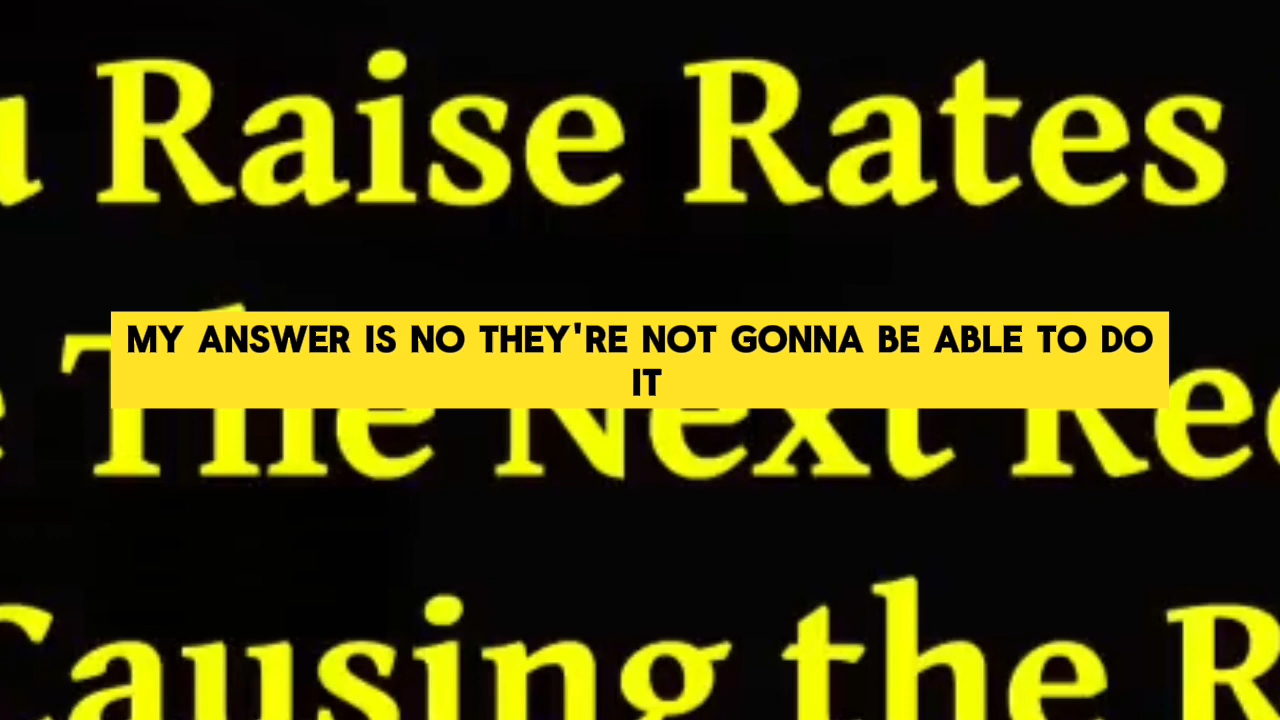 Raise Rates
MY ANSWER IS NO THEY'RE NOT GONNA BE ABLE TO DO
IT
The Next
Causing the